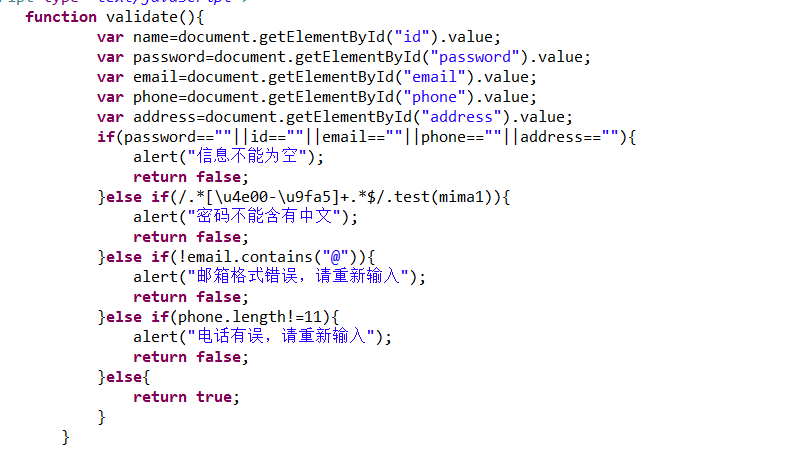 function validate(){
var name=document.getElementById("id").value;
var password=document.getElementById("password").value;
var email=document.getElementById("email").value;
var phone=document.getElementById("phone").value;
var address=document.getElementById("address").value;
if(password==""||id==""||email==""||phone==""||address==""){
alert("信息不能为空");
return false;
}else if(/.*[\u4e00-\u9fa5]+.*$/.test(mima1)){
alert("密码不能含有中文");
return false;
}else if(!email.contains("@")){
alert("邮箱格式错误，请重新输入");
return false;
}else if(phone.length!=11){
alert("电话有误，请重新输入");
return false;
}else{
return true;
}
}